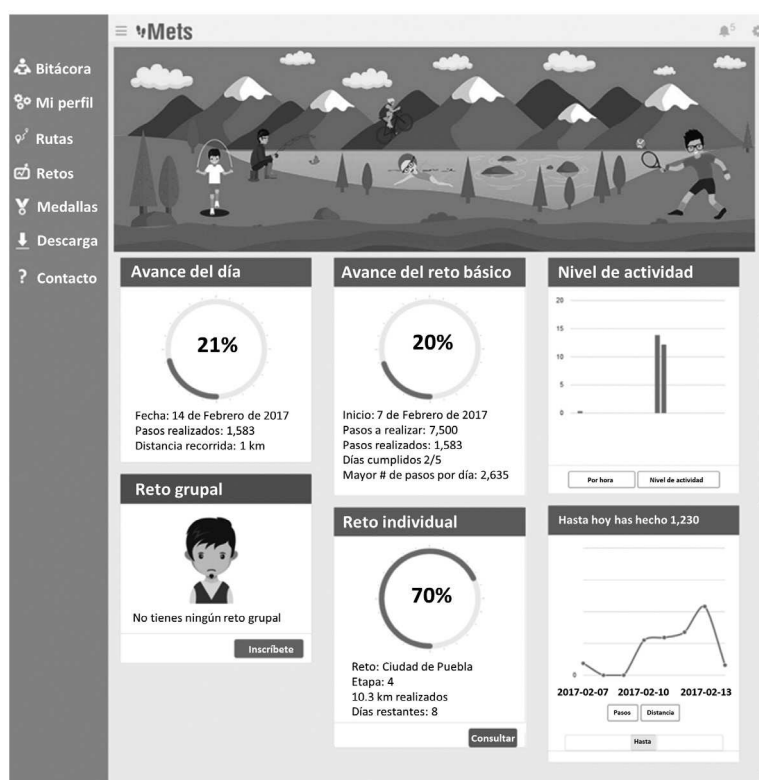 Mets
5
Bitácora
Mi perfil
Rutas
Retos
Medallas
Descarga
Contacto
Avance del día
21%
Fecha: 14 de Febrero de 2017
Pasos realizados: 1,583
Distancia recorrida: 1 km
Reto grupal
No tienes ningún reto grupal
Inscríbete
Avance del reto básico
20%
Inicio: 7 de Febrero de 2017
Pasos a realizar: 7,500
Pasos realizados: 1,583
Días cumplidos 2/5
Mayor # de pasos por día: 2,635
Reto individual
70%
Reto: Ciudad de Puebla
Etapa: 4
10.3 km realizados
Días restantes: 8
Consultar
Nivel de actividad
20
15
10
5
0
Por hora
Nivel de actividad
Hasta hoy has hecho 1,230
0
2017-02-07 2017-02-10 2017-02-13
Pasos
Distancia
Hasta